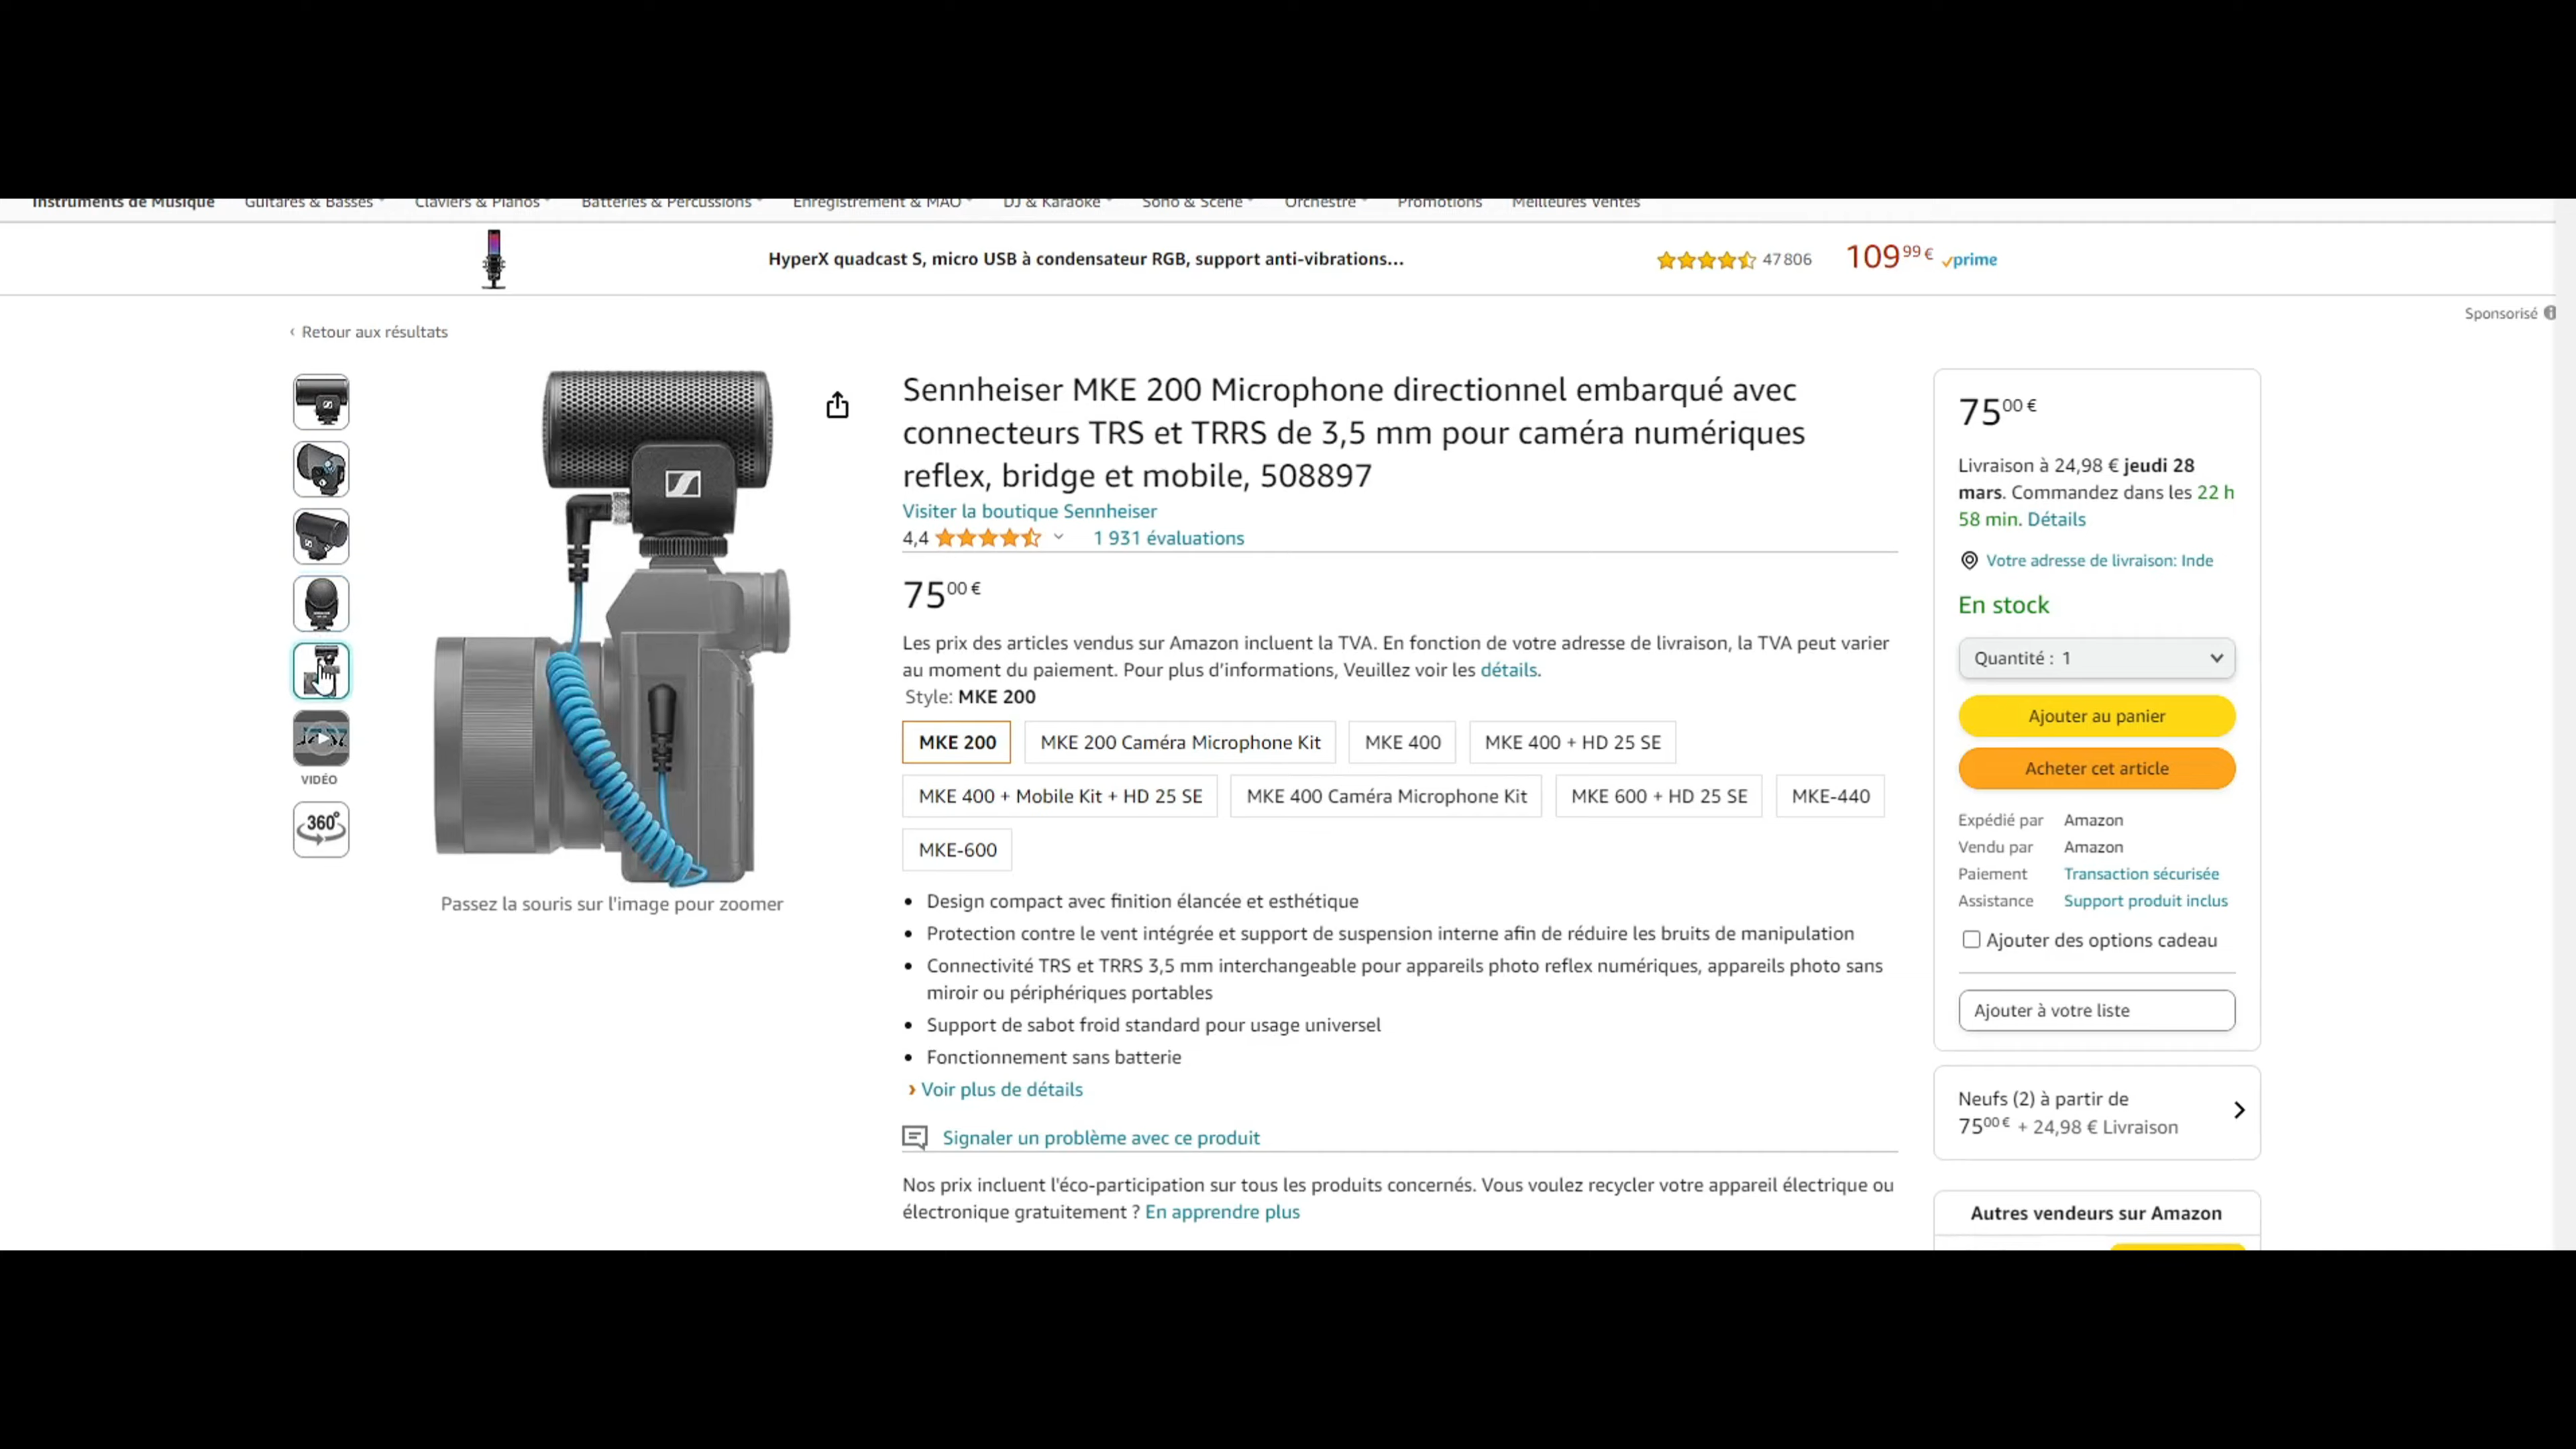 Instruments de Musique Guitares & Basses Claviers & Pianos Batteries & Percussions Enregistrement & MAO DJ & Karaoké Sono & Scène Orchestre Promotions Meilleures Ventes
HyperX quadcast S, micro USB à condensateur RGB, support anti-vibrations... 47 806 109,99 € prime
Sponsorisé
‹ Retour aux résultats
Sennheiser MKE 200 Microphone directionnel embarqué avec
connecteurs TRS et TRRS de 3,5 mm pour caméra numériques
reflex, bridge et mobile, 508897
Visiter la boutique Sennheiser
4,4 1 931 évaluations
75,00 €
Les prix des articles vendus sur Amazon incluent la TVA. En fonction de votre adresse de livraison, la TVA peut varier
au moment du paiement. Pour plus d'informations, Veuillez voir les détails.
Style: MKE 200
MKE 200 MKE 200 Caméra Microphone Kit MKE 400 MKE 400 + HD 25 SE
MKE 400 + Mobile Kit + HD 25 SE MKE 400 Caméra Microphone Kit MKE 600 + HD 25 SE MKE-440
MKE-600
• Design compact avec finition élancée et esthétique
• Protection contre le vent intégrée et support de suspension interne afin de réduire les bruits de manipulation
• Connectivité TRS et TRRS 3,5 mm interchangeable pour appareils photo reflex numériques, appareils photo sans
miroir ou périphériques portables
• Support de sabot froid standard pour usage universel
• Fonctionnement sans batterie
› Voir plus de détails
Signaler un problème avec ce produit
Nos prix incluent l'éco-participation sur tous les produits concernés. Vous voulez recycler votre appareil électrique ou
électronique gratuitement ? En apprendre plus
VIDÉO
360°
Passez la souris sur l'image pour zoomer
75,00 €
Livraison à 24,98 € jeudi 28
mars. Commandez dans les 22 h
58 min. Détails
Votre adresse de livraison: Inde
En stock
Quantité : 1
Ajouter au panier
Acheter cet article
Expédié par Amazon
Vendu par Amazon
Paiement Transaction sécurisée
Assistance Support produit inclus
Ajouter des options cadeau
Ajouter à votre liste
Neufs (2) à partir de
75,00 € + 24,98 € Livraison
Autres vendeurs sur Amazon